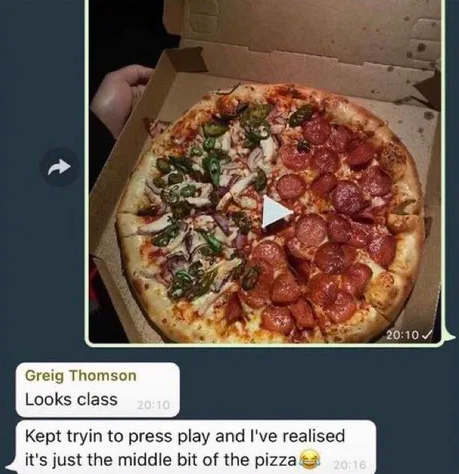 20:10
Greig Thomson
Looks class 20:10
Kept tryin to press play and I've realised
it's just the middle bit of the pizza😂 20:16